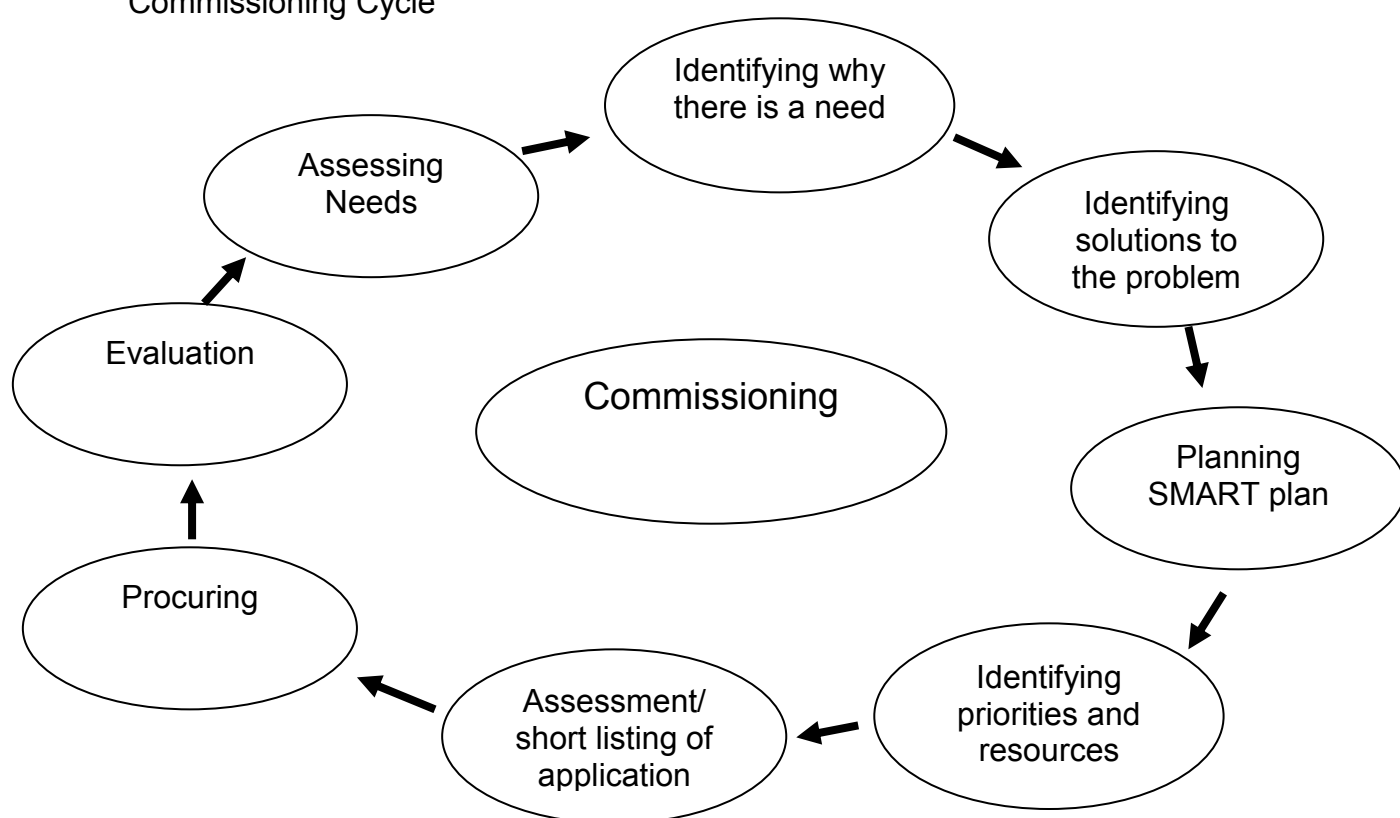 Commissioning Cycle
Identifying why
there is a need
Assessing
Needs
Identifying
solutions to
the problem
Evaluation
Commissioning
Planning
SMART plan
Procuring
Identifying
priorities and
resources
Assessment/
short listing of
application